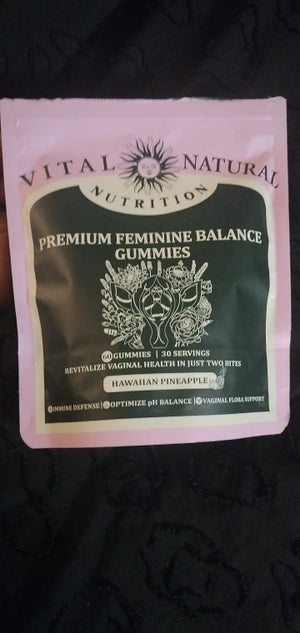 VITAL NATURAL
NUTRITION
PREMIUM FEMININE BALANCE
GUMMIES
60 GUMMIES | 30 SERVINGS
REVITALIZE VAGINAL HEALTH IN JUST TWO BITES
HAWAIIAN PINEAPPLE
IMMUNE DEFENSE | OPTIMIZE pH BALANCE | VAGINAL FLORA SUPPORT